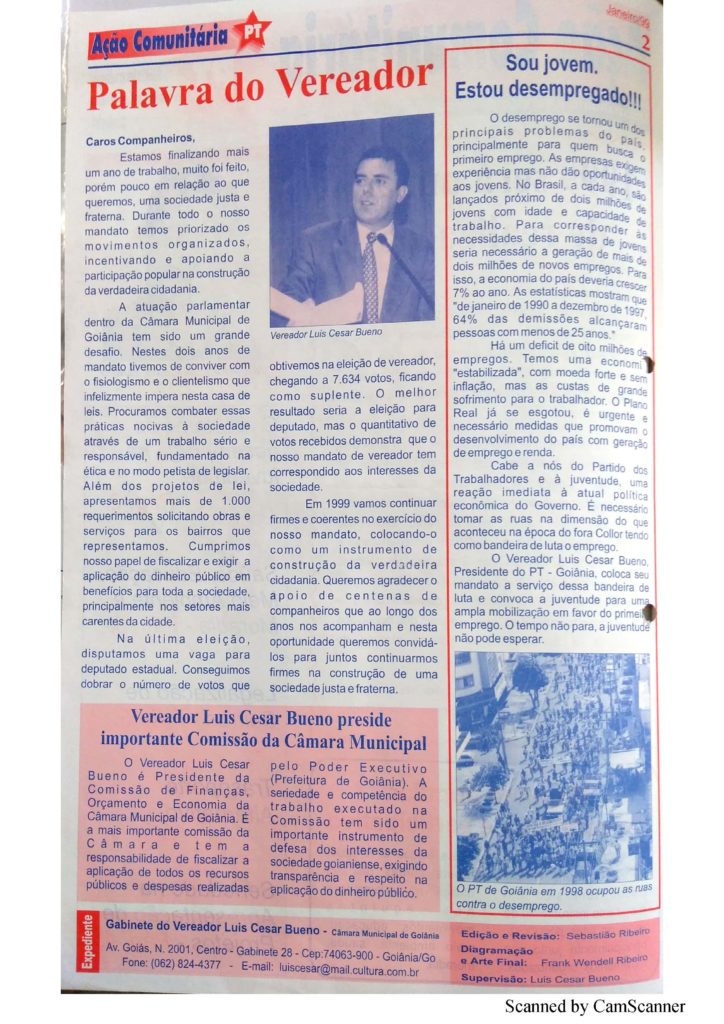 Ação Comunitária PT
Janeiro/99
2
Palavra do Vereador
Caros Companheiros,
Estamos finalizando mais
um ano de trabalho, muito foi feito,
porém pouco em relação ao que
queremos, uma sociedade justa e
fraterna. Durante todo o nosso
mandato temos priorizado os
movimentos organizados,
incentivando e apoiando a
participação popular na construção
da verdadeira cidadania.
A atuação parlamentar
dentro da Câmara Municipal de
Goiânia tem sido um grande
desafio. Nestes dois anos de
mandato tivemos de conviver com
o fisiologismo e o clientelismo que
infelizmente impera nesta casa de
leis. Procuramos combater essas
práticas nocivas à sociedade
através de um trabalho sério e
responsável, fundamentado na
ética e no modo petista de legislar.
Além dos projetos de lei,
apresentamos mais de 1.000
requerimentos solicitando obras e
serviços para os bairros que
representamos. Cumprimos
nosso papel de fiscalizar e exigir a
aplicação do dinheiro público em
benefícios para toda a sociedade,
principalmente nos setores mais
carentes da cidade.
Na última eleição,
disputamos uma vaga para
deputado estadual. Conseguimos
dobrar o número de votos que
Vereador Luis Cesar Bueno
obtivemos na eleição de vereador,
chegando a 7.634 votos, ficando
como suplente. O melhor
resultado seria a eleição para
deputado, mas o quantitativo de
votos recebidos demonstra que o
nosso mandato de vereador tem
correspondido aos interesses da
sociedade.
Em 1999 vamos continuar
firmes e coerentes no exercício do
nosso mandato, colocando-o
como um instrumento de
construção da verdadeira
cidadania. Queremos agradecer o
apoio de centenas de
companheiros que ao longo dos
anos nos acompanham e nesta
oportunidade queremos convidá-
los para juntos continuarmos
firmes na construção de uma
sociedade justa e fraterna.
Sou jovem.
Estou desempregado!!!
O desemprego se tornou um dos
principais problemas do país,
principalmente para quem busca o
primeiro emprego. As empresas exigem
experiência mas não dão oportunidades
aos jovens. No Brasil, a cada ano, são
lançados próximo de dois milhões de
jovens com idade e capacidade de
trabalho. Para corresponder às
necessidades dessa massa de jovens
seria necessário a geração de mais de
dois milhões de novos empregos. Para
isso, a economia do país deveria crescer
7% ao ano. As estatísticas mostram que
"de janeiro de 1990 a dezembro de 1997,
64% das demissões alcançaram
pessoas com menos de 25 anos."
Há um deficit de oito milhões de
empregos. Temos uma economi
"estabilizada", com moeda forte e sem
inflação, mas as custas de grande
sofrimento para o trabalhador. O Plano
Real já se esgotou, é urgente e
necessário medidas que promovam o
desenvolvimento do país com geração
de emprego e renda.
Cabe a nós do Partido dos
Trabalhadores e à juventude, uma
reação imediata à atual política
econômica do Governo. É necessário
tomar as ruas na dimensão do que
aconteceu na época do fora Collor tendo
como bandeira de luta o emprego.
O Vereador Luis Cesar Bueno,
Presidente do PT - Goiânia, coloca seu
mandato a serviço dessa bandeira de
luta e convoca a juventude para uma
ampla mobilização em favor do primei
emprego. O tempo não para, a juventude
não pode esperar.
O PT de Goiânia em 1998 ocupou as ruas
contra o desemprego.
Vereador Luis Cesar Bueno preside
importante Comissão da Câmara Municipal
O Vereador Luis Cesar
Bueno é Presidente da
Comissão de Finanças,
Orçamento e Economia da
Câmara Municipal de Goiânia. É
a mais importante comissão da
Câmara e tem a
responsabilidade de fiscalizar a
aplicação de todos os recursos
públicos e despesas realizadas
pelo Poder Executivo
(Prefeitura de Goiânia). A
seriedade e competência do
trabalho executado na
Comissão tem sido um
importante instrumento de
defesa dos interesses da
sociedade goianiense, exigindo
transparência e respeito na
aplicação do dinheiro público.
Expediente
Gabinete do Vereador Luis Cesar Bueno - Câmara Municipal de Goiânia
Av. Goiás, N. 2001, Centro - Gabinete 28 - Cep:74063-900 - Goiânia/Go
Fone: (062) 824-4377 - E-mail: luiscesar@mail.cultura.com.br
Edição e Revisão: Sebastião Ribeiro
Diagramação
e Arte Final: Frank Wendell Ribeiro
Supervisão: Luis Cesar Bueno
Scanned by CamScanner